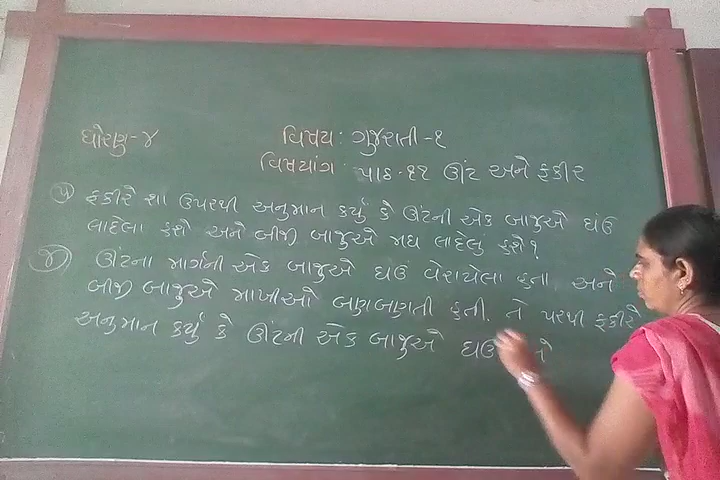 ધોરણ-૪
વિષય: ગુજરાતી-૧
વિષયાંગ: પાઠ-૧૧ ઊંટ અને ફકીર
૫ ફકીરે શા ઉપરથી અનુમાન કર્યું કે ઊંટની એક બાજુએ ઘઉં
લાદેલા હશે અને બીજી બાજુએ મધ લાદેલું હશે?
જ ઊંટના માર્ગની એક બાજુએ ઘઉં વેરાયેલા હતા અને
બીજી બાજુએ માખીઓ બણબણતી હતી. તે પરથી ફકીરે
અનુમાન કર્યું કે ઊંટની એક બાજુએ ઘઉં